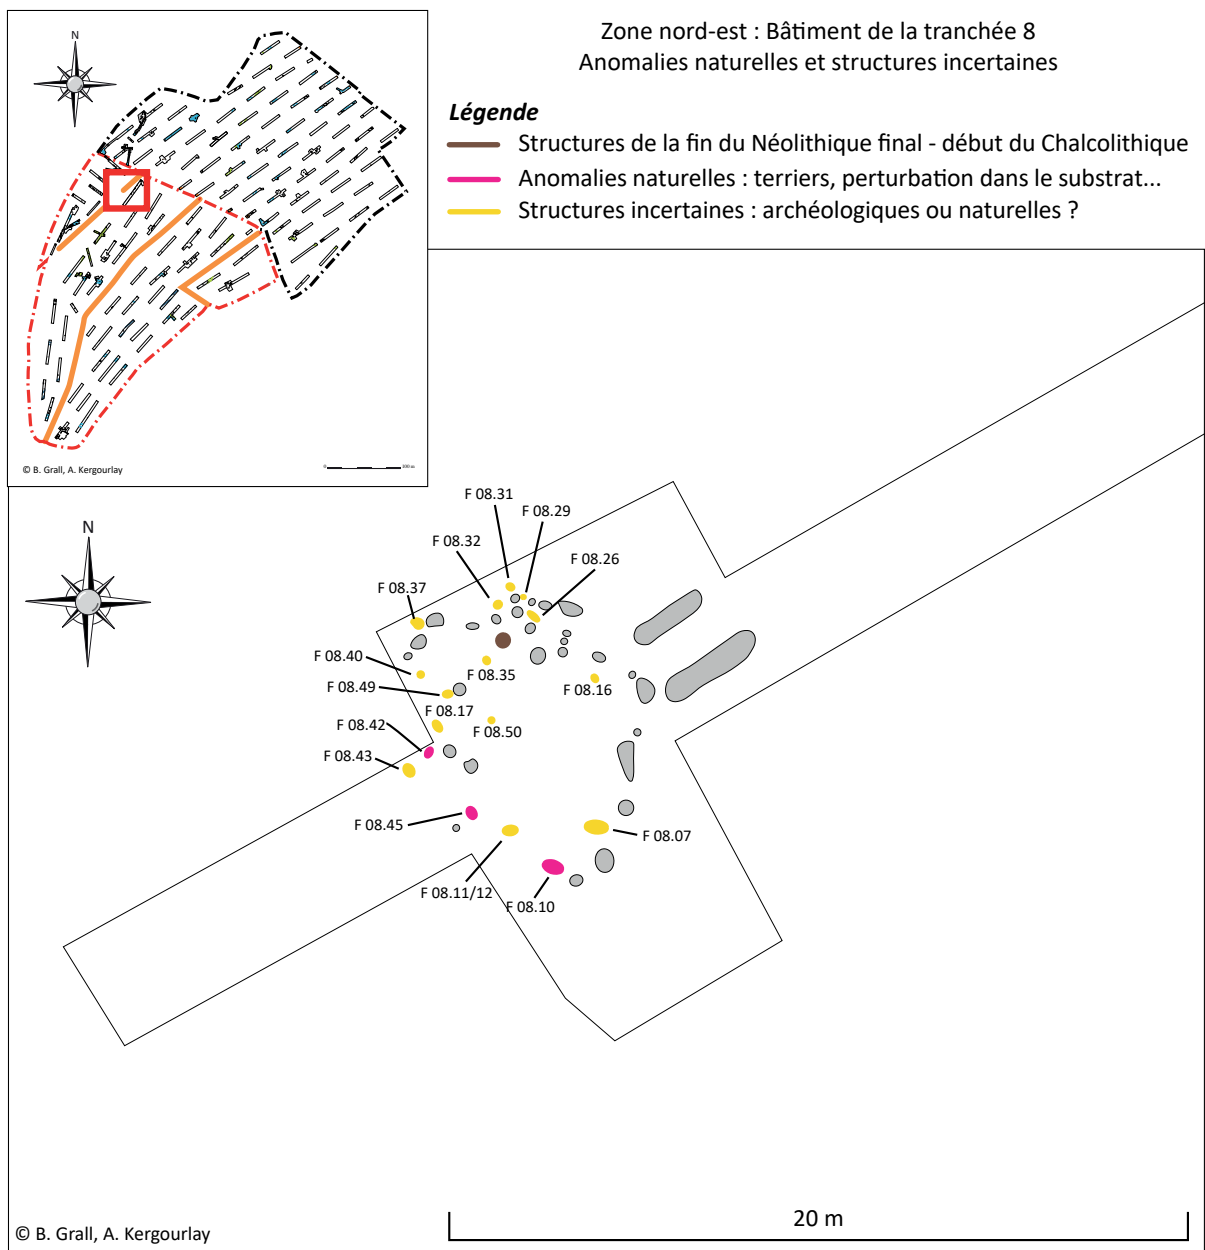 Zone nord-est : Bâtiment de la tranchée 8
Anomalies naturelles et structures incertaines
Légende
Structures de la fin du Néolithique final - début du Chalcolithique
Anomalies naturelles : terriers, perturbation dans le substrat...
Structures incertaines : archéologiques ou naturelles ?
N
© B. Grall, A. Kergourlay
0
N
F 08.31
F 08.29
F 08.32
F 08.26
F 08.37
F 08.40
F 08.35
F 08.49
F 08.16
F 08.17
F 08.42
F 08.50
F 08.43
F 08.45
F 08.07
F 08.11/12
F 08.10
20 m
© B. Grall, A. Kergourlay